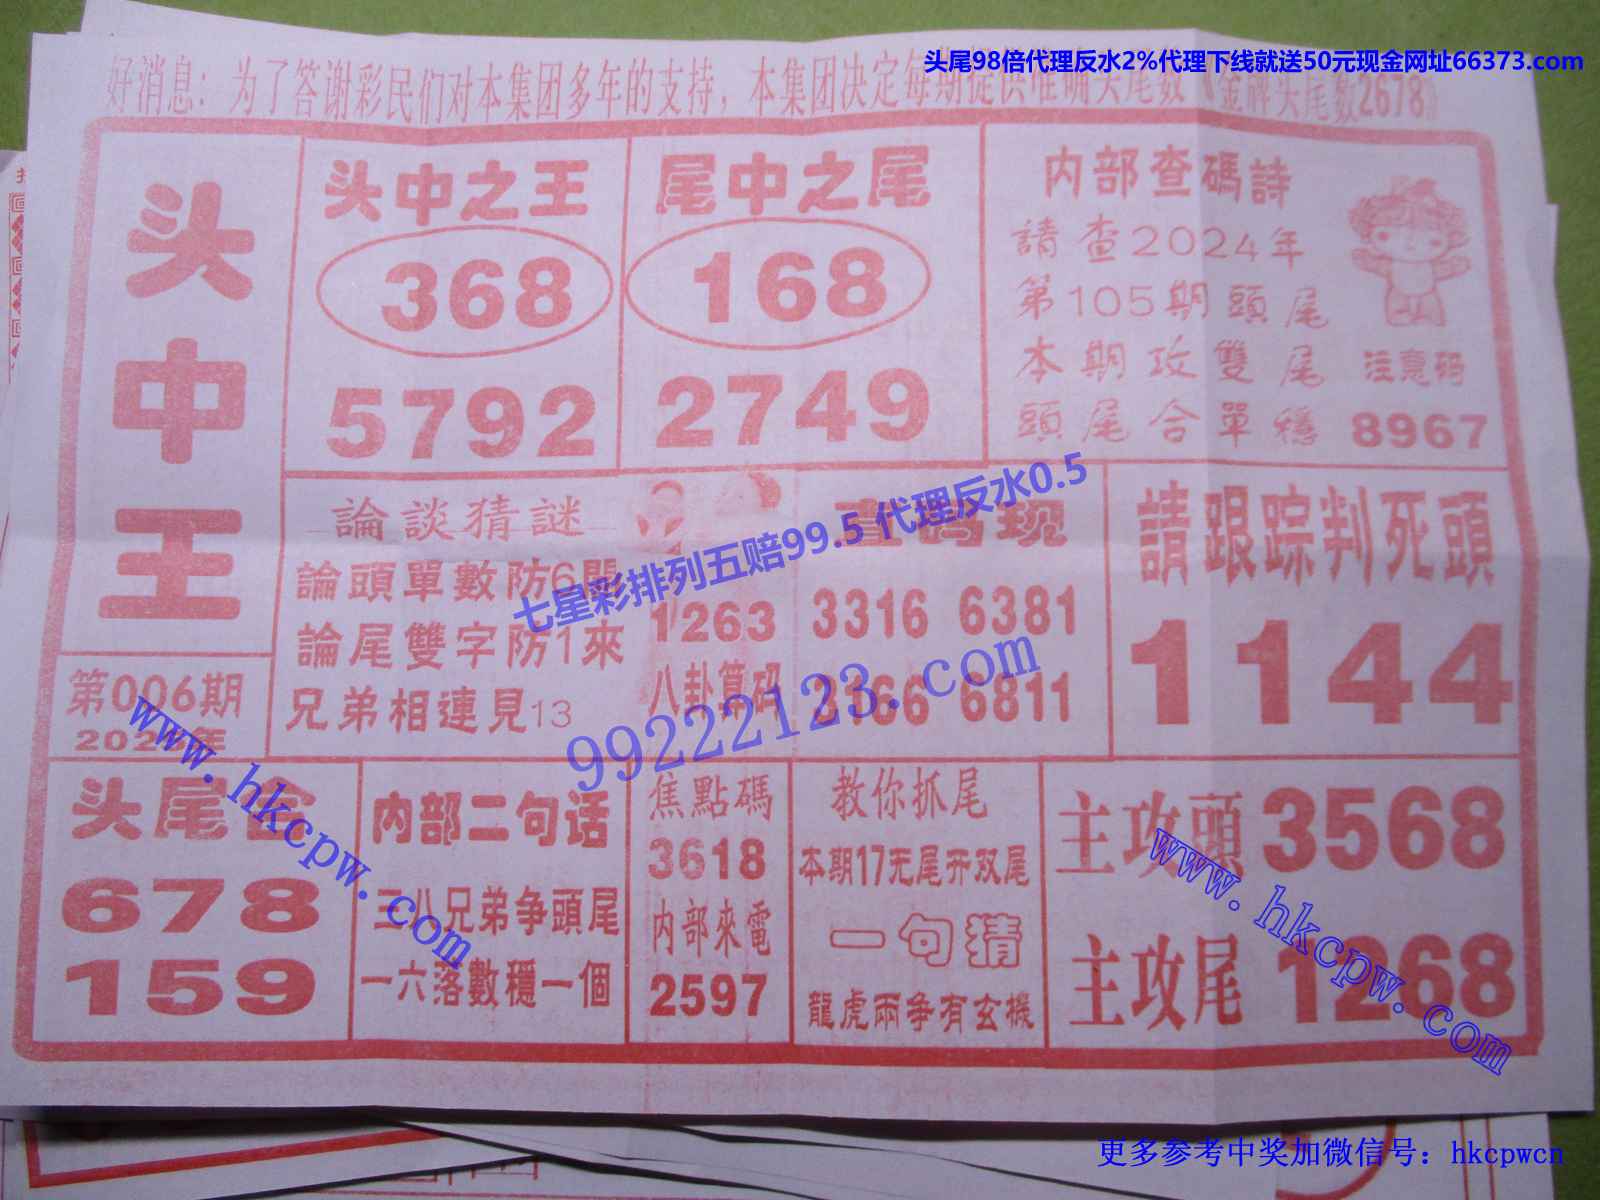 头尾98倍代理反水2%代理下线就送50元现金网址66373.com
好消息：为了答谢彩民们对本集团多年的支持，本集团决定每期提供准确头尾数《金牌头尾数2678》
头中王
第006期
头中之王
368
5792
尾中之尾
168
2749
内部查碼詩
請查2024年
第105期頭尾
本期攻雙尾
頭尾合單穩
注意码
8967
論談猜謎
論頭單數防6開
論尾雙字防1來
兄弟相連見13
1263
八卦算码
3316 6381
3166 6811
請跟踪判死頭
1144
七星彩排列五赔99.5 代理反水0.5
99222123.com
头尾合
678
159
内部二句话
三八兄弟争頭尾
一六落數穩一個
焦點碼
3618
内部來電
2597
教你抓尾
本期17无尾开双尾
一句猜
龍虎兩争有玄機
主攻頭 3568
主攻尾 1268
www.hkcpw.com
www.hkcpw.com
更多参考中奖加微信号：hkcpwcn